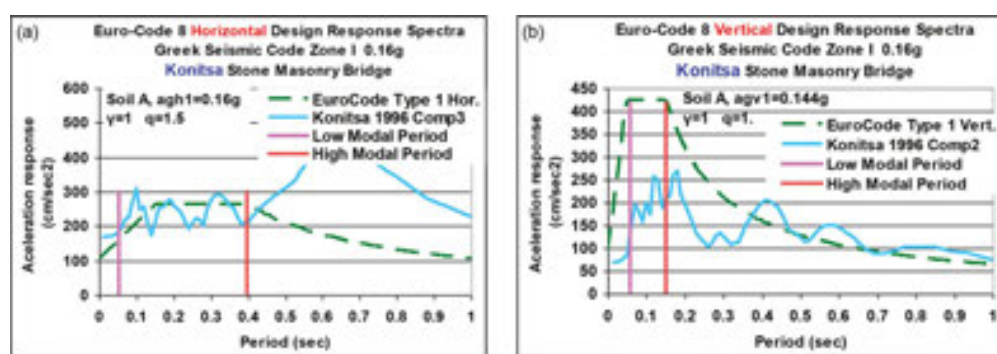 (a)
Euro-Code 8 Horizontal Design Response Spectra
Greek Seismic Code Zone I 0.16g
Konitsa Stone Masonry Bridge
Soil A, agh1=0.16g
γ=1 q=1.5
EuroCode Type 1 Hor.
Konitsa 1996 Comp3
Low Modal Period
High Modal Period
Aceleration response
(cm/sec2)
600
500
400
300
200
100
0
0 0.1 0.2 0.3 0.4 0.5 0.6 0.7 0.8 0.9 1
Period (sec)
(b)
Euro-Code 8 Vertical Design Response Spectra
Greek Seismic Code Zone I 0.16g
Konitsa Stone Masonry Bridge
Soil A, agv1=0.144g
γ=1 q=1.
EuroCode Type 1 Vert.
Konitsa 1996 Comp2
Low Modal Period
High Modal Period
Aceleration response
(cm/sec2)
450
400
350
300
250
200
150
100
50
0
0 0.1 0.2 0.3 0.4 0.5 0.6 0.7 0.8 0.9 1
Period (sec)